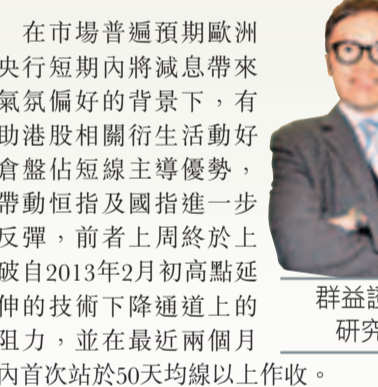 在市場普遍預期歐洲
央行短期內將減息帶來
氣氛偏好的背景下，有
助港股相關衍生活動好
倉盤佔短線主導優勢，
帶動恒指及國指進一步
反彈，前者上周終於上
破自2013年2月初高點延
伸的技術下降通道上的
阻力，並在最近兩個月
內首次站於50天均線以上作收。
群益
研究